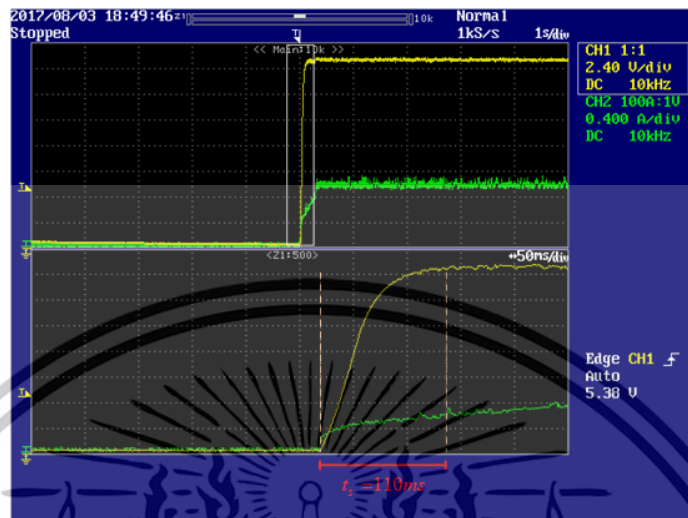 2017/08/03 18:49:46 Z1 10k Normal
Stopped 1kS/s 1s/div
<< Main:10k >>
CH1 1:1
2.40 V/div
DC 10kHz
CH2 100A:1V
0.400 A/div
DC 10kHz
<Z1:500> ↔50ms/div
Edge CH1
Auto
5.38 V
t_s =110ms